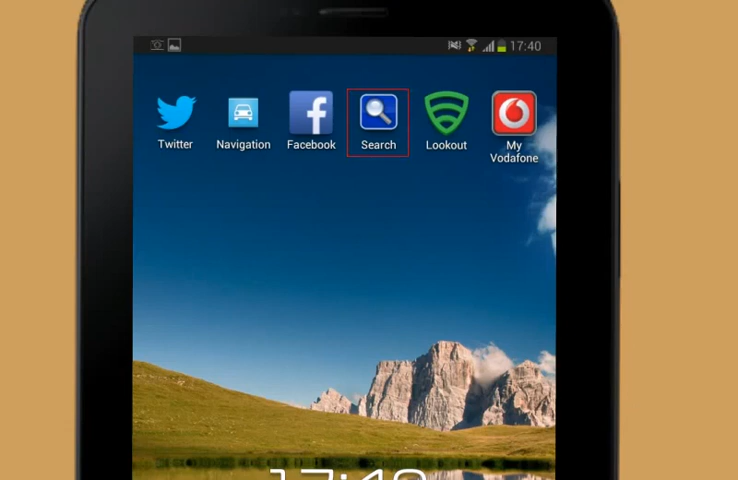 17:40
Twitter
Navigation
Facebook
Search
Lookout
My
Vodafone